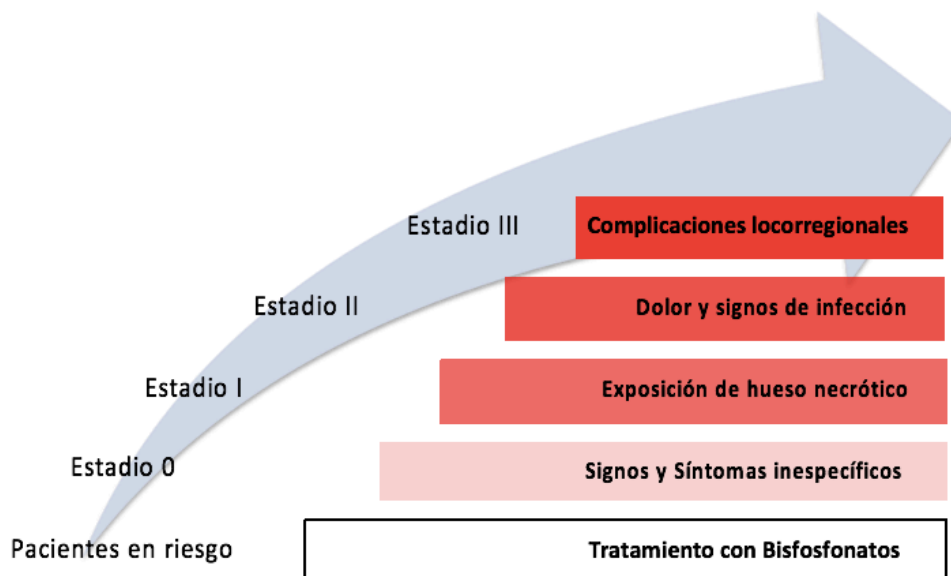 Estadio III
Complicaciones locorregionales
Estadio II
Dolor y signos de infección
Estadio I
Exposición de hueso necrótico
Estadio 0
Signos y Síntomas inespecíficos
Pacientes en riesgo
Tratamiento con Bisfosfonatos